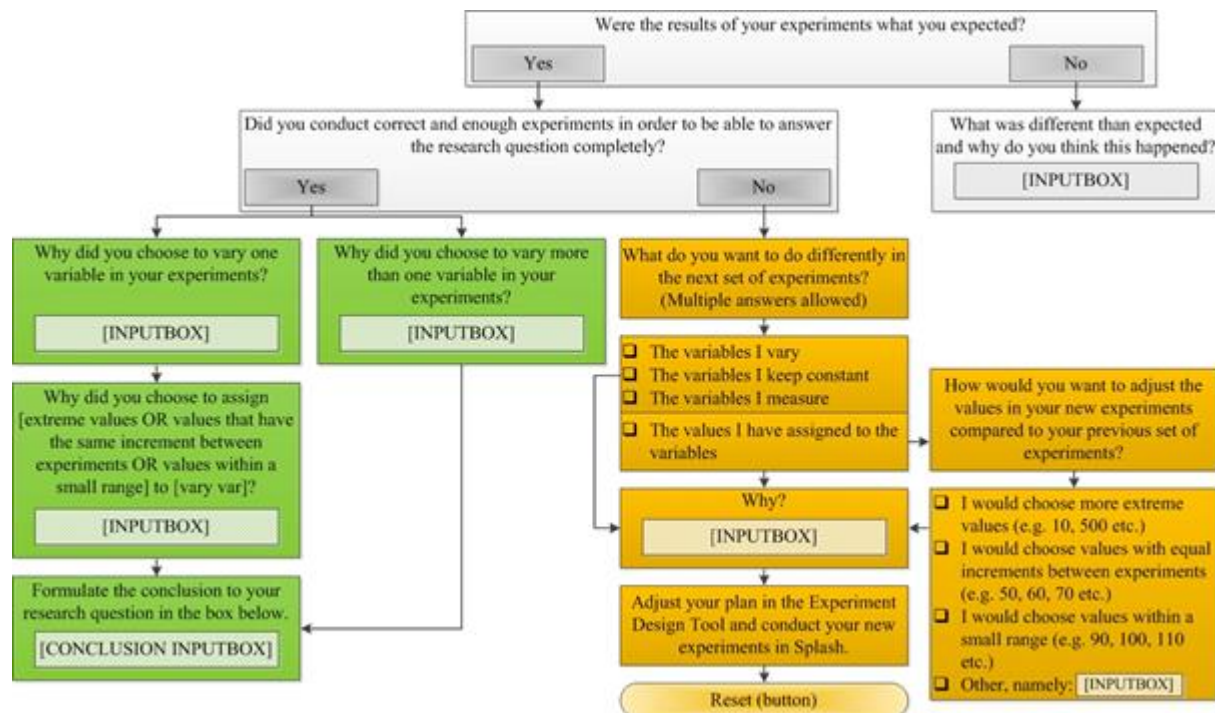 Were the results of your experiments what you expected?
Yes
No
Did you conduct correct and enough experiments in order to be able to answer
the research question completely?
Yes
No
What was different than expected
and why do you think this happened?
[INPUTBOX]
Why did you choose to vary one
variable in your experiments?
[INPUTBOX]
Why did you choose to vary more
than one variable in your
experiments?
[INPUTBOX]
What do you want to do differently in
the next set of experiments?
(Multiple answers allowed)
Why did you choose to assign
[extreme values OR values that have
the same increment between
experiments OR values within a
small range] to [vary var]?
[INPUTBOX]
The variables I vary
The variables I keep constant
The variables I measure
The values I have assigned to the
variables
How would you want to adjust the
values in your new experiments
compared to your previous set of
experiments?
Why?
[INPUTBOX]
I would choose more extreme
values (e.g. 10, 500 etc.)
I would choose values with equal
increments between experiments
(e.g. 50, 60, 70 etc.)
I would choose values within a
small range (e.g. 90, 100, 110
etc.)
Other, namely: [INPUTBOX]
Formulate the conclusion to your
research question in the box below.
[CONCLUSION INPUTBOX]
Adjust your plan in the Experiment
Design Tool and conduct your new
experiments in Splash.
Reset (button)